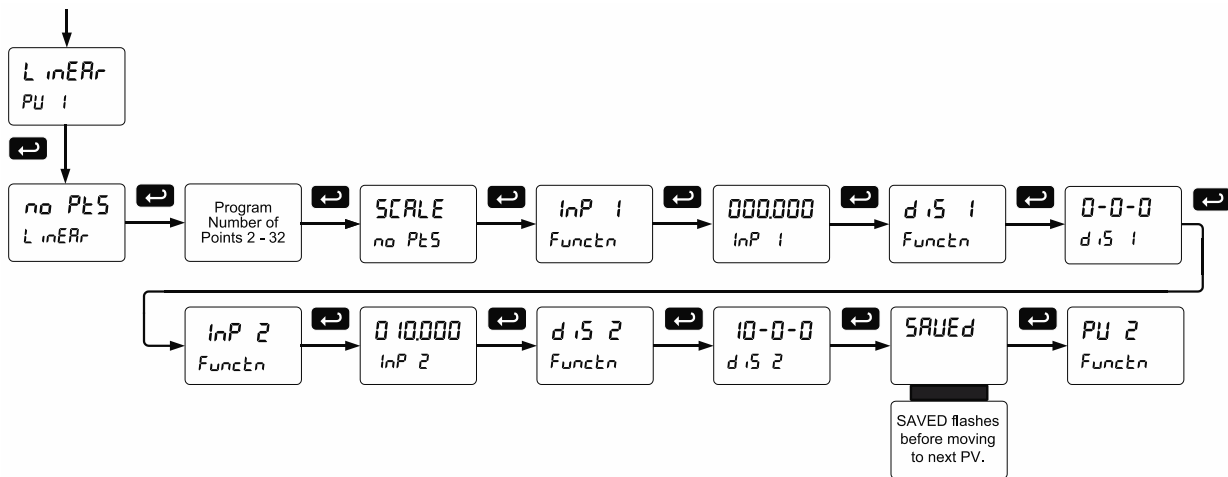 LinEAr
PU 1
no PtS
LinEAr
Program
Number of
Points 2 - 32
SCALE
no PtS
InP 1
Functn
000.000
InP 1
diS 1
Functn
0-0-0
diS 1
InP 2
Functn
010.000
InP 2
diS 2
Functn
10-0-0
diS 2
SAVEd
SAVED flashes
before moving
to next PV.
PU 2
Functn